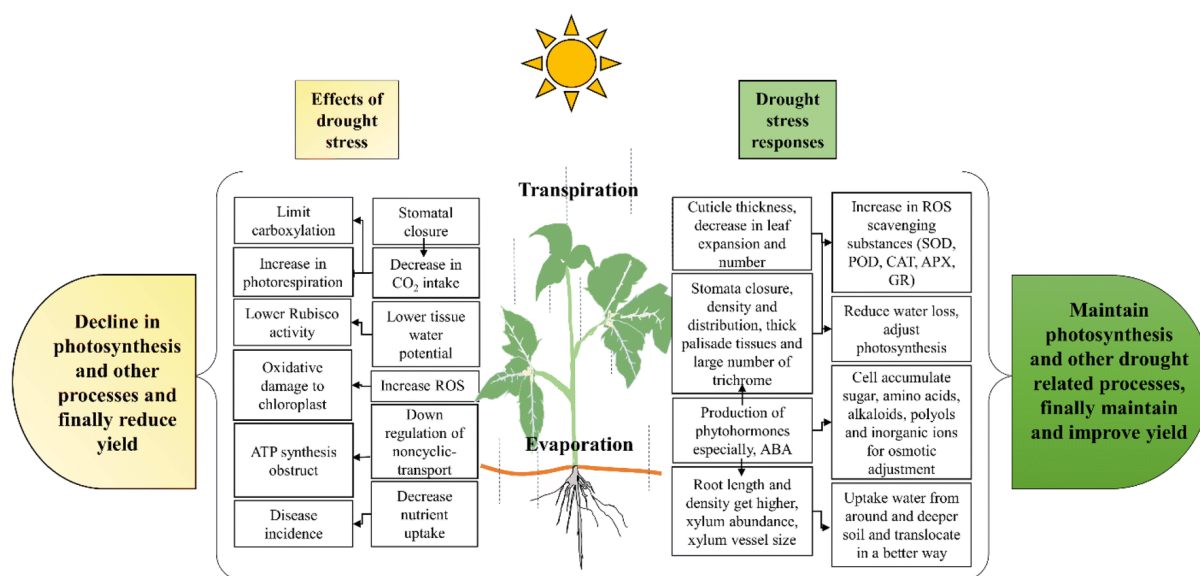 Effects of
drought
stress
Drought
stress
responses
Transpiration
Evaporation
Decline in
photosynthesis
and other
processes and
finally reduce
yield
Limit
carboxylation
Stomatal
closure
Increase in
photorespiration
Decrease in
CO₂ intake
Lower Rubisco
activity
Lower tissue
water
potential
Oxidative
damage to
chloroplast
Increase ROS
ATP synthesis
obstruct
Down
regulation of
noncyclic-
transport
Disease
incidence
Decrease
nutrient
uptake
Cuticle thickness,
decrease in leaf
expansion and
number
Increase in ROS
scavenging
substances (SOD,
POD, CAT, APX,
GR)
Stomata closure,
density and
distribution, thick
palisade tissues and
large number of
trichrome
Reduce water loss,
adjust
photosynthesis
Production of
phytohormones
especially, ABA
Cell accumulate
sugar, amino acids,
alkaloids, polyols
and inorganic ions
for osmotic
adjustment
Root length and
density get higher,
xylum abundance,
xylum vessel size
Uptake water from
around and deeper
soil and translocate
in a better way
Maintain
photosynthesis
and other drought
related processes,
finally maintain
and improve yield